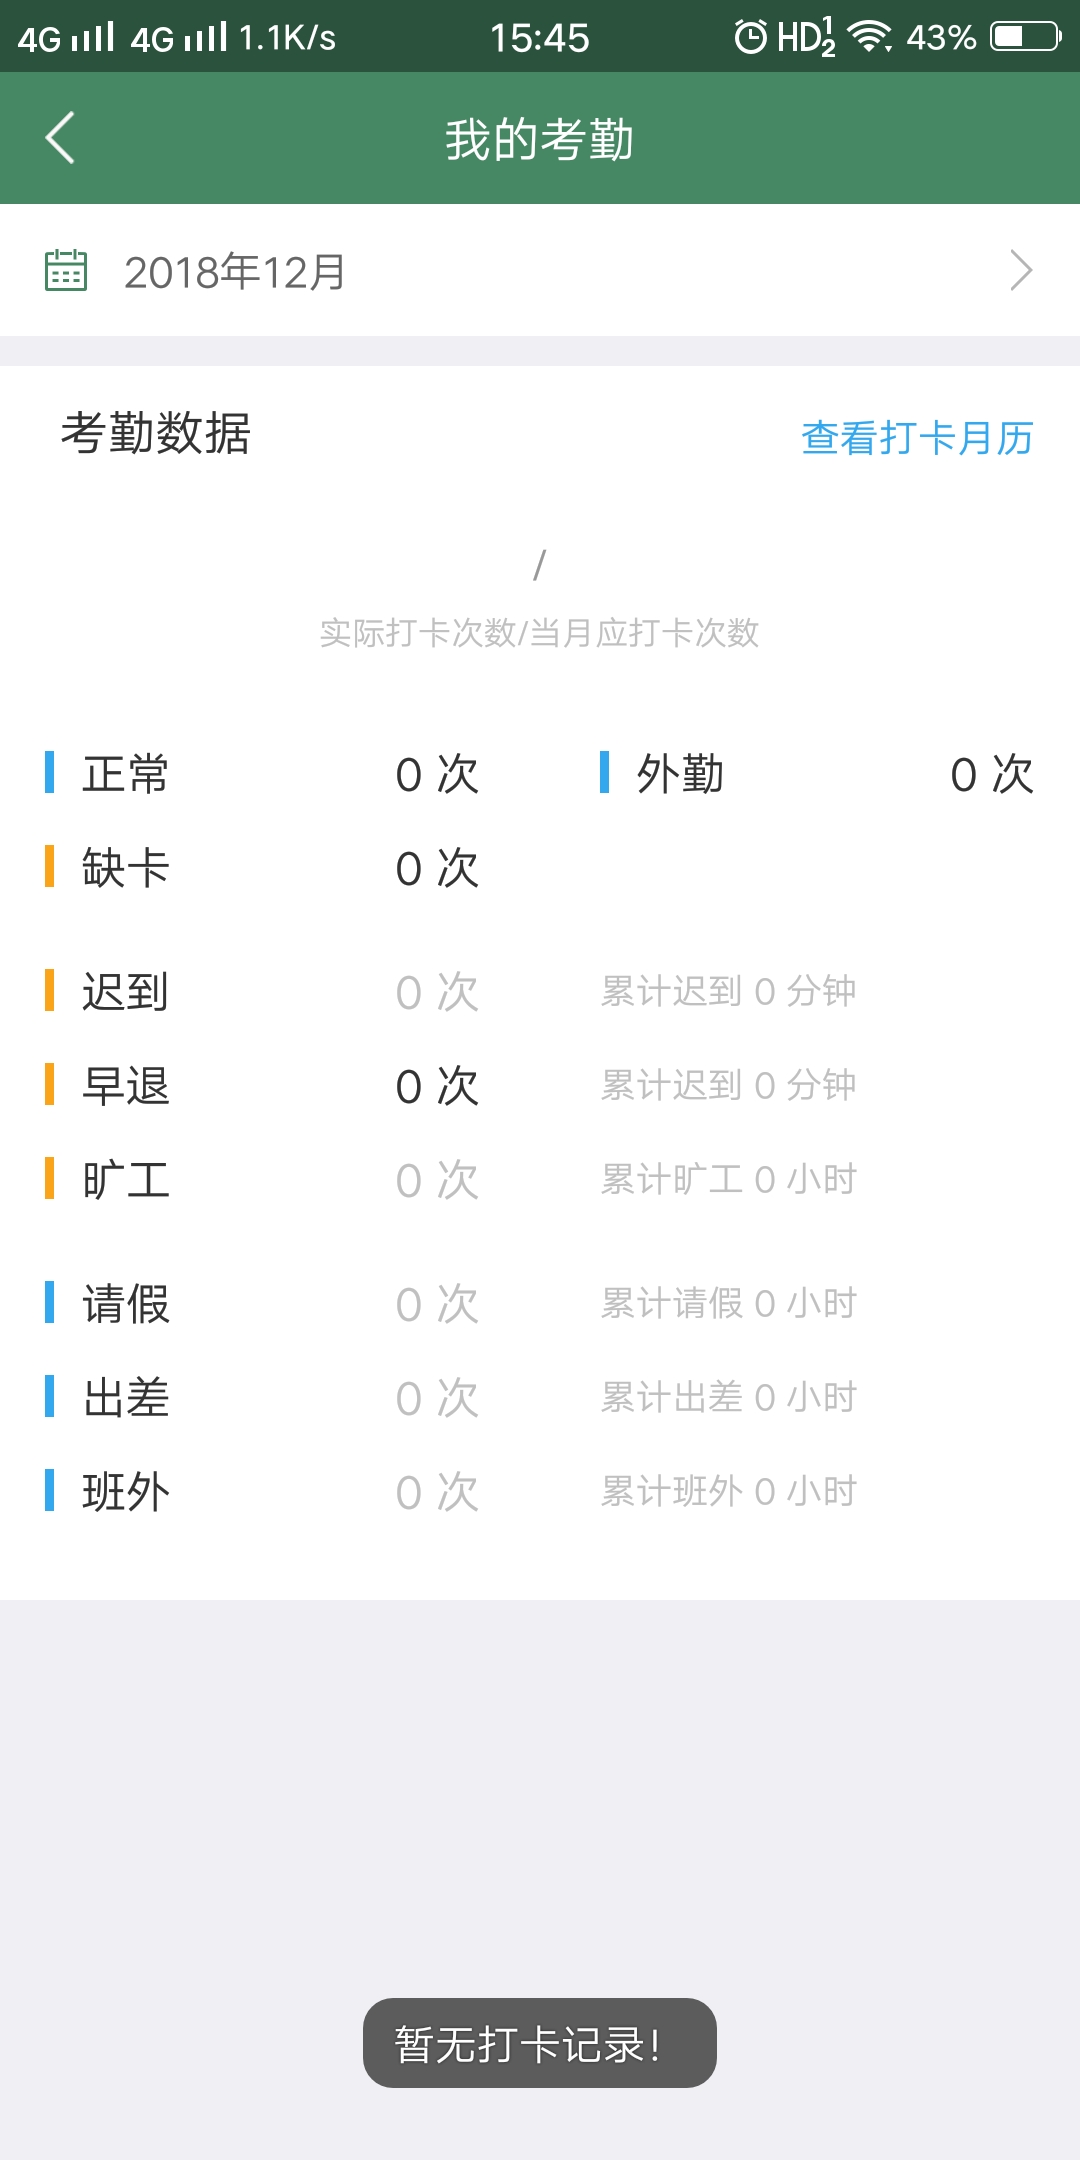 4G 4G 1.1K/s 15:45 HD 1 2 43%
我的考勤
2018年12月
考勤数据 查看打卡月历
/
实际打卡次数/当月应打卡次数
正常 0 次 外勤 0 次
缺卡 0 次
迟到 0 次 累计迟到 0 分钟
早退 0 次 累计迟到 0 分钟
旷工 0 次 累计旷工 0 小时
请假 0 次 累计请假 0 小时
出差 0 次 累计出差 0 小时
班外 0 次 累计班外 0 小时
暂无打卡记录！